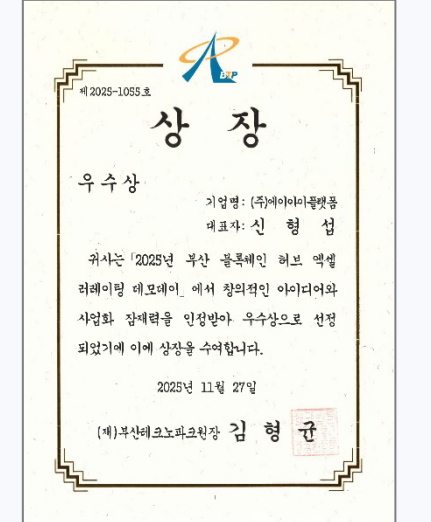 BTP
제2025-1055호
상 장
우수상
기업명: (주)에이아이플랫폼
대표자: 신 형 섭
귀사는 「2025년 부산 블록체인 허브 엑셀
러레이팅 데모데이」에서 창의적인 아이디어와
사업화 잠재력을 인정받아 우수상으로 선정
되었기에 이에 상장을 수여합니다.
2025년 11월 27일
(재)부산테크노파크원장 김 형 균